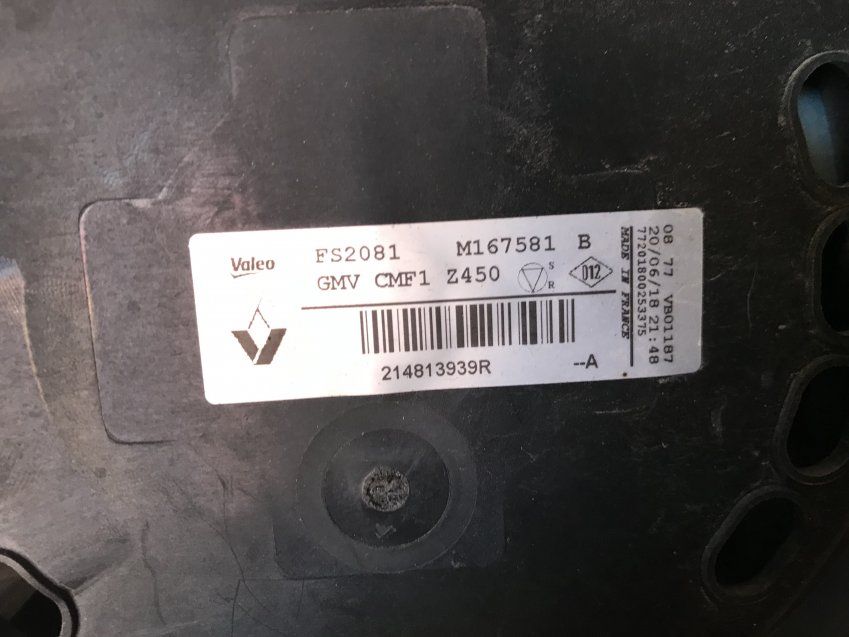 Valeo
FS2081 M167581 B
GMV CMF1 Z450 S R D12
214813939R --A
MADE IN FRANCE
77201800253375
20/06/18 21:48
08 77 VB01187